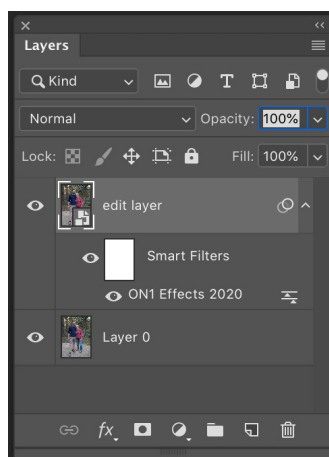 Layers
Kind
Normal Opacity: 100%
Lock: Fill: 100%
edit layer
Smart Filters
ON1 Effects 2020
Layer 0
fx